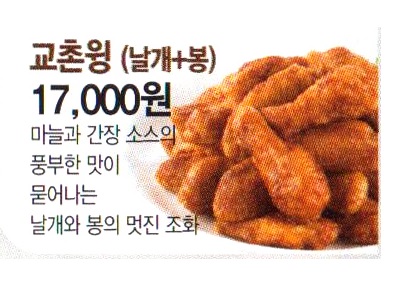 교촌윙 (날개+봉)
17,000원
마늘과 간장 소스의
풍부한 맛이
묻어나는
날개와 봉의 멋진 조화